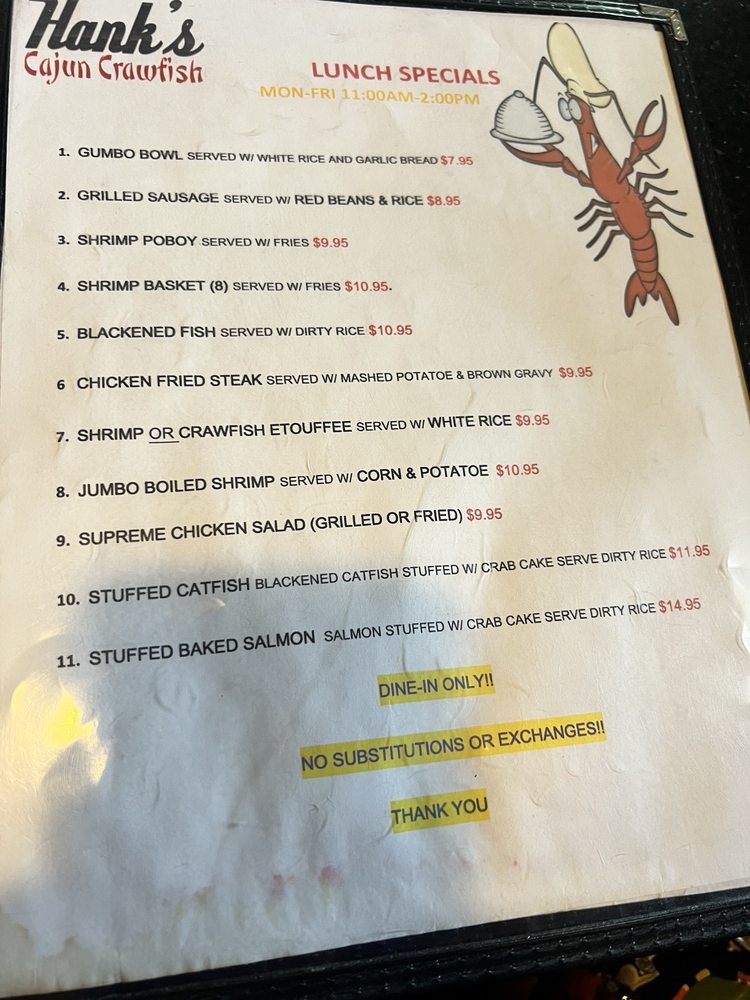 Hank's
Cajun Crawfish
LUNCH SPECIALS
MON-FRI 11:00AM-2:00PM
1. GUMBO BOWL SERVED W/ WHITE RICE AND GARLIC BREAD $7.95
2. GRILLED SAUSAGE SERVED W/ RED BEANS & RICE $8.95
3. SHRIMP POBOY SERVED W/ FRIES $9.95
4. SHRIMP BASKET (8) SERVED W/ FRIES $10.95.
5. BLACKENED FISH SERVED W/ DIRTY RICE $10.95
6 CHICKEN FRIED STEAK SERVED W/ MASHED POTATOE & BROWN GRAVY $9.95
7. SHRIMP OR CRAWFISH ETOUFFEE SERVED W/ WHITE RICE $9.95
8. JUMBO BOILED SHRIMP SERVED W/ CORN & POTATOE $10.95
9. SUPREME CHICKEN SALAD (GRILLED OR FRIED) $9.95
10. STUFFED CATFISH BLACKENED CATFISH STUFFED W/ CRAB CAKE SERVE DIRTY RICE $11.95
11. STUFFED BAKED SALMON SALMON STUFFED W/ CRAB CAKE SERVE DIRTY RICE $14.95
DINE-IN ONLY!!
NO SUBSTITUTIONS OR EXCHANGES!!
THANK YOU